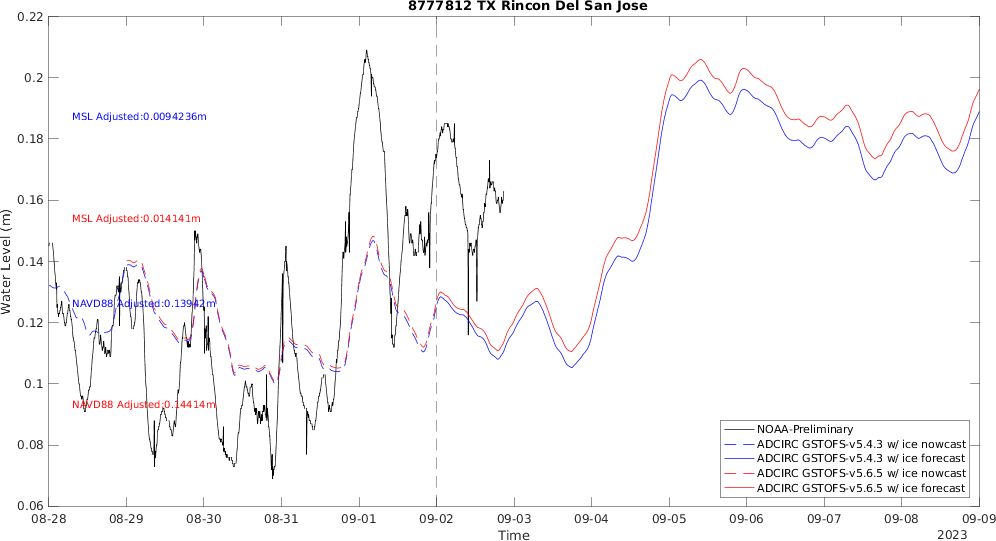 8777812 TX Rincon Del San Jose
0.22
0.2
0.18
0.16
0.14
0.12
0.1
0.08
0.06
Water Level (m)
MSL Adjusted:0.0094236m
MSL Adjusted:0.014141m
NAVD88 Adjusted:0.13942m
NAVD88 Adjusted:0.14414m
NOAA-Preliminary
ADCIRC GSTOFS-v5.4.3 w/ ice nowcast
ADCIRC GSTOFS-v5.4.3 w/ ice forecast
ADCIRC GSTOFS-v5.6.5 w/ ice nowcast
ADCIRC GSTOFS-v5.6.5 w/ ice forecast
08-28 08-29 08-30 08-31 09-01 09-02 09-03 09-04 09-05 09-06 09-07 09-08 09-09
Time
2023